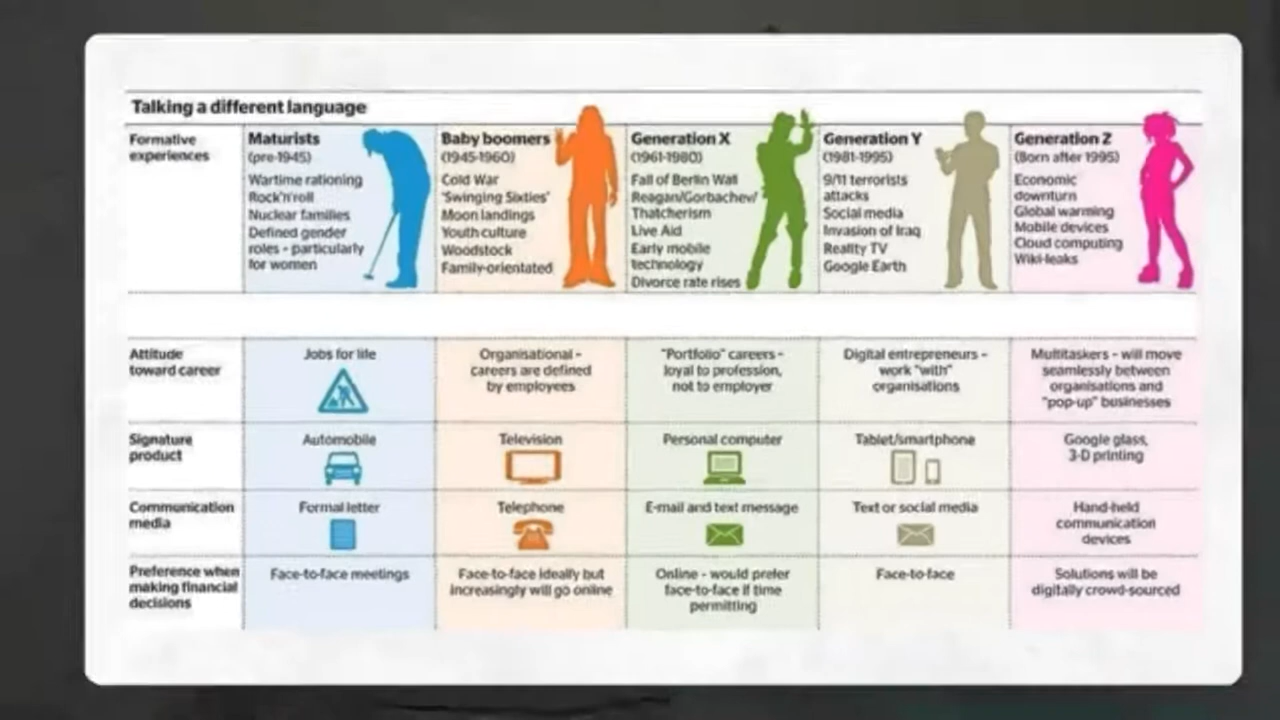 Talking a different language
Formative
experiences
Maturists
(pre-1945)
Wartime rationing
Rock'n'roll
Nuclear families
Defined gender
roles - particularly
for women
Baby boomers
(1945-1960)
Cold War
'Swinging Sixties'
Moon landings
Youth culture
Woodstock
Family-orientated
Generation X
(1961-1980)
Fall of Berlin Wall
Reagan/Gorbachev/
Thatcherism
Live Aid
Early mobile
technology
Divorce rate rises
Generation Y
(1981-1995)
9/11 terrorists
attacks
Social media
Invasion of Iraq
Reality TV
Google Earth
Generation Z
(Born after 1995)
Economic
downturn
Global warming
Mobile devices
Cloud computing
Wiki-leaks
Attitude
toward career
Jobs for life
Organisational -
careers are defined
by employees
"Portfolio" careers -
loyal to profession,
not to employer
Digital entrepreneurs -
work "with"
organisations
Multitaskers - will move
seamlessly between
organisations and
"pop-up" businesses
Signature
product
Automobile
Television
Personal computer
Tablet/smartphone
Google glass,
3-D printing
Communication
media
Formal letter
Telephone
E-mail and text message
Text or social media
Hand-held
communication
devices
Preference when
making financial
decisions
Face-to-face meetings
Face-to-face ideally but
increasingly will go online
Online - would prefer
face-to-face if time
permitting
Face-to-face
Solutions will be
digitally crowd-sourced